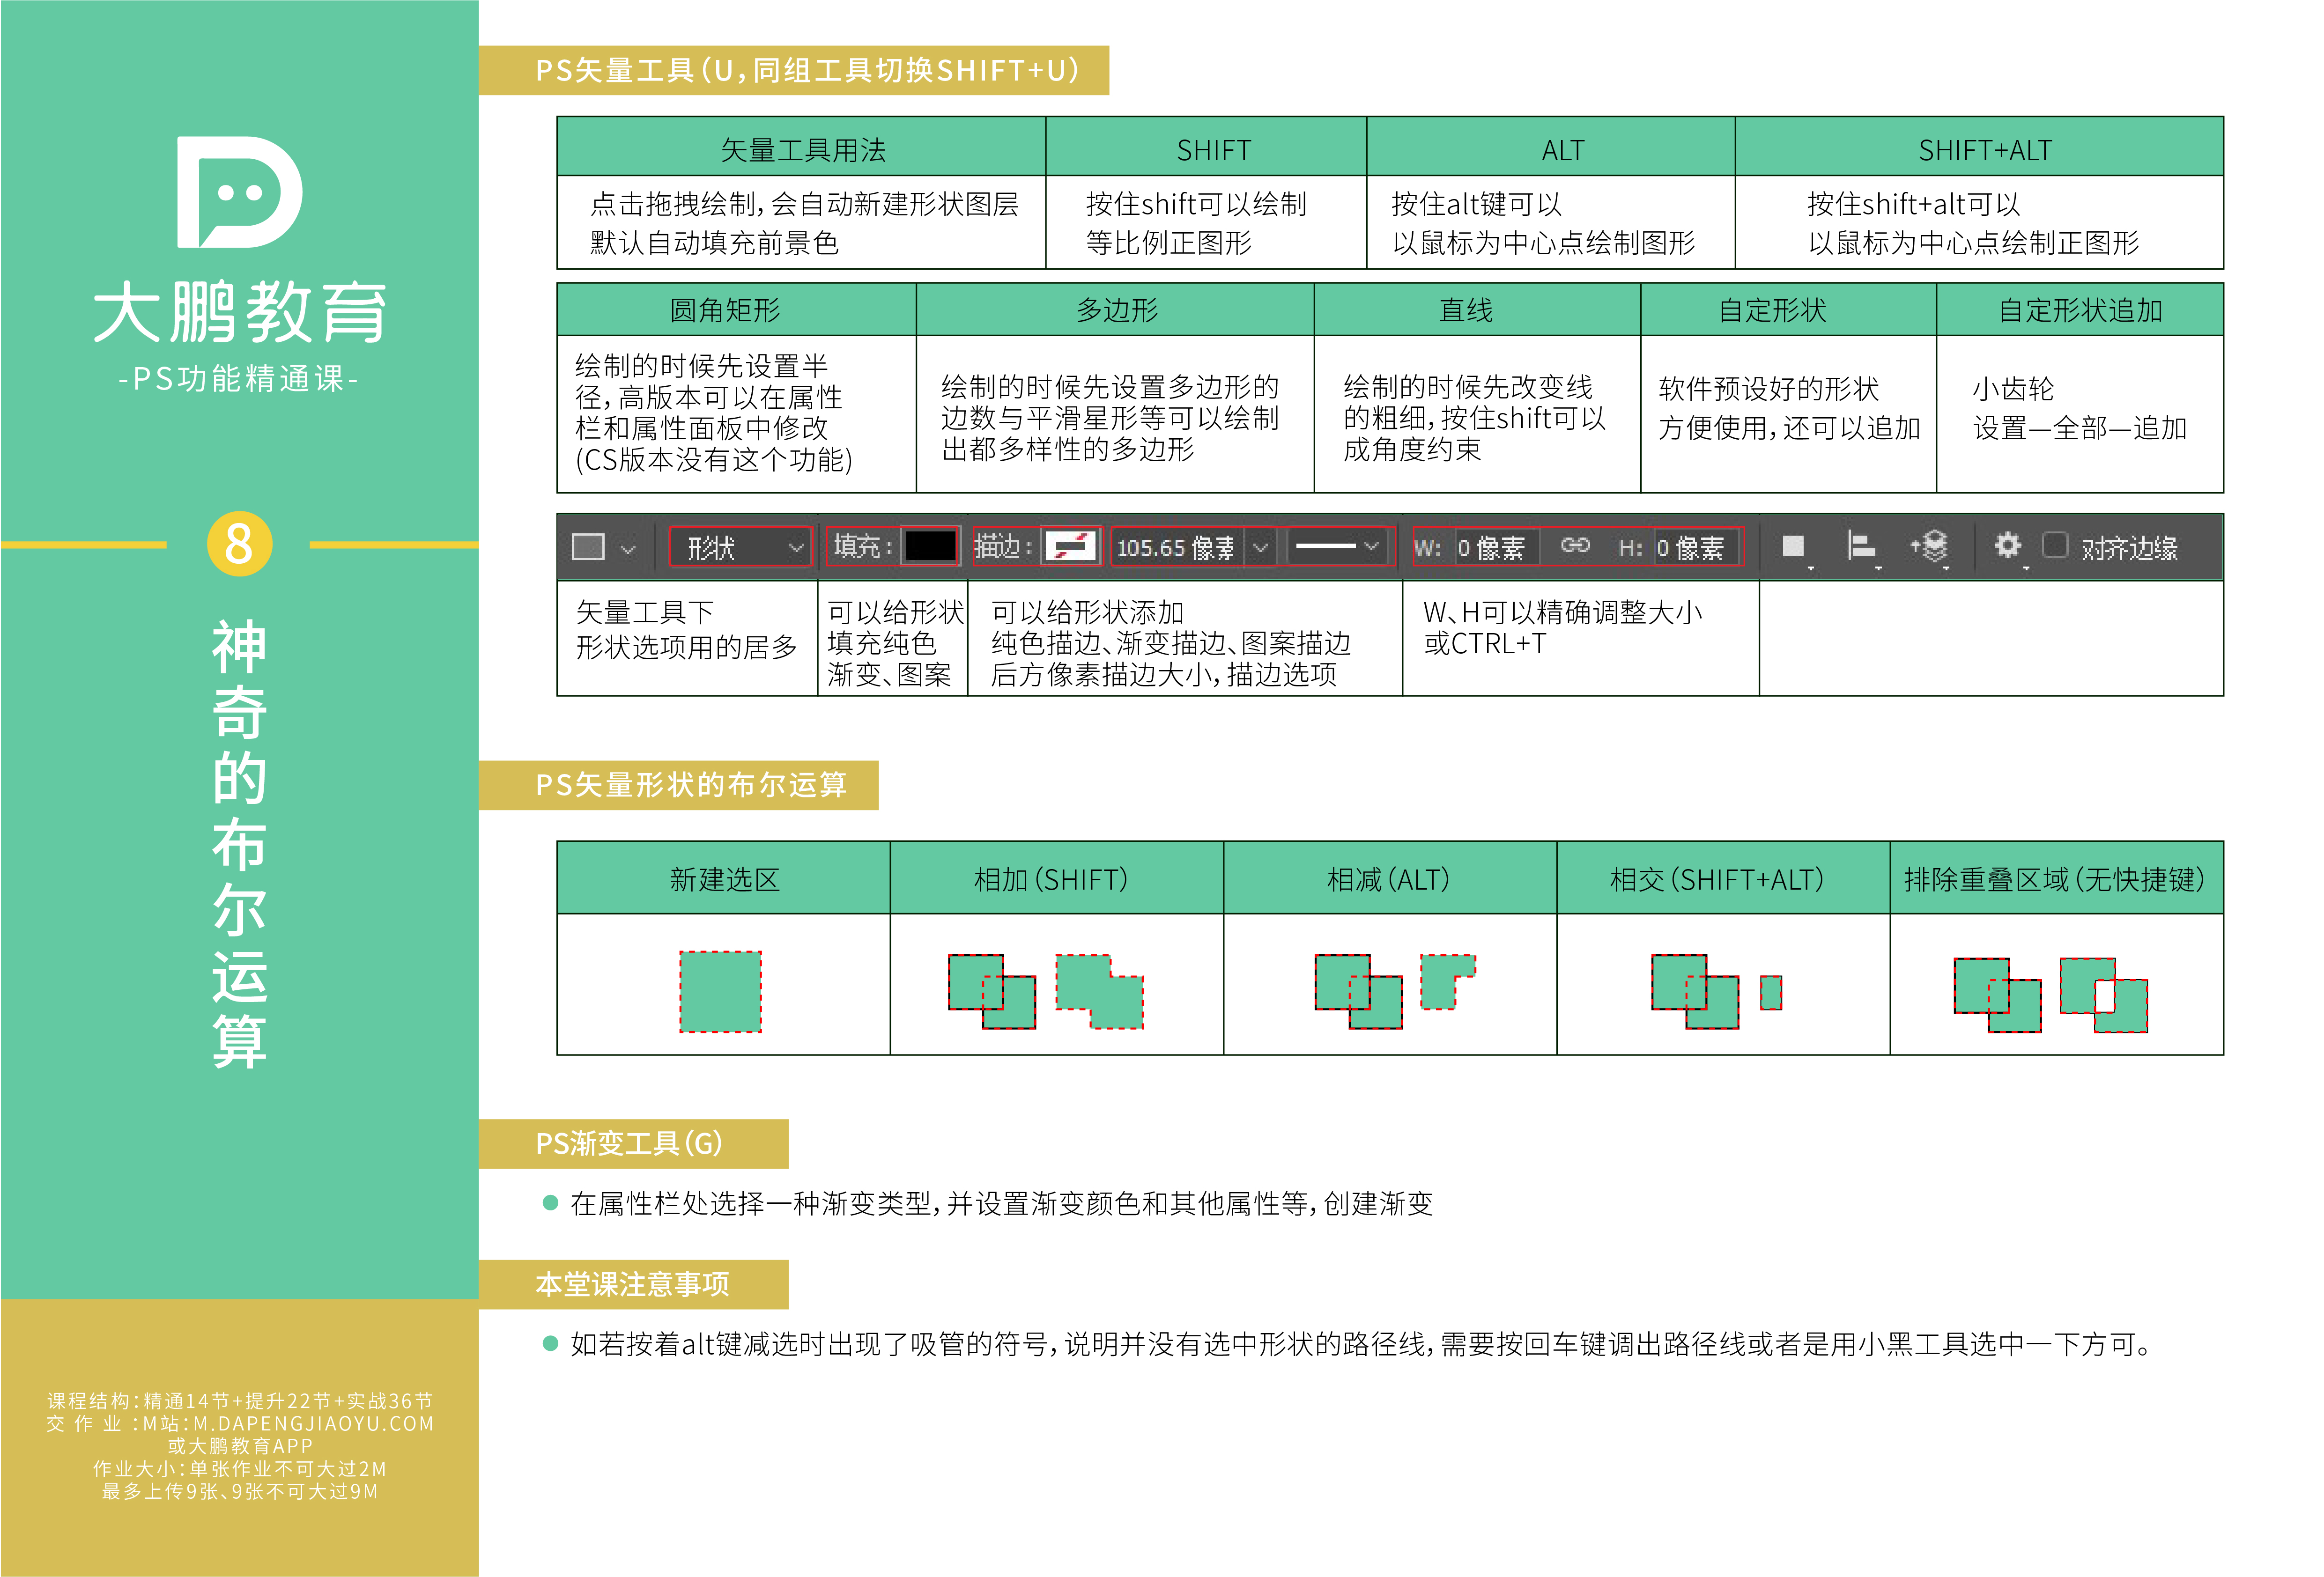 大鹏教育
-PS功能精通课-
8
神奇的布尔运算
课程结构：精通14节+提升22节+实战36节
交 作 业 ：M站：M.DAPENGJIAOYU.COM
或大鹏教育APP
作业大小：单张作业不可大过2M
最多上传9张、9张不可大过9M
PS矢量工具（U，同组工具切换SHIFT+U）
矢量工具用法
SHIFT
ALT
SHIFT+ALT
点击拖拽绘制，会自动新建形状图层
默认自动填充前景色
按住shift可以绘制
等比例正图形
按住alt键可以
以鼠标为中心点绘制图形
按住shift+alt可以
以鼠标为中心点绘制正图形
圆角矩形
多边形
直线
自定形状
自定形状追加
绘制的时候先设置半
径，高版本可以在属性
栏和属性面板中修改
(CS版本没有这个功能)
绘制的时候先设置多边形的
边数与平滑星形等可以绘制
出都多样性的多边形
绘制的时候先改变线
的粗细，按住shift可以
成角度约束
软件预设好的形状
方便使用，还可以追加
小齿轮
设置—全部—追加
形状
填充：
描边：
105.65 像素
W: 0 像素
H: 0 像素
对齐边缘
矢量工具下
形状选项用的居多
可以给形状
填充纯色
渐变、图案
可以给形状添加
纯色描边、渐变描边、图案描边
后方像素描边大小，描边选项
W、H可以精确调整大小
或CTRL+T
PS矢量形状的布尔运算
新建选区
相加（SHIFT）
相减（ALT）
相交（SHIFT+ALT）
排除重叠区域（无快捷键）
PS渐变工具（G）
在属性栏处选择一种渐变类型，并设置渐变颜色和其他属性等，创建渐变
本堂课注意事项
如若按着alt键减选时出现了吸管的符号，说明并没有选中形状的路径线，需要按回车键调出路径线或者是用小黑工具选中一下方可。